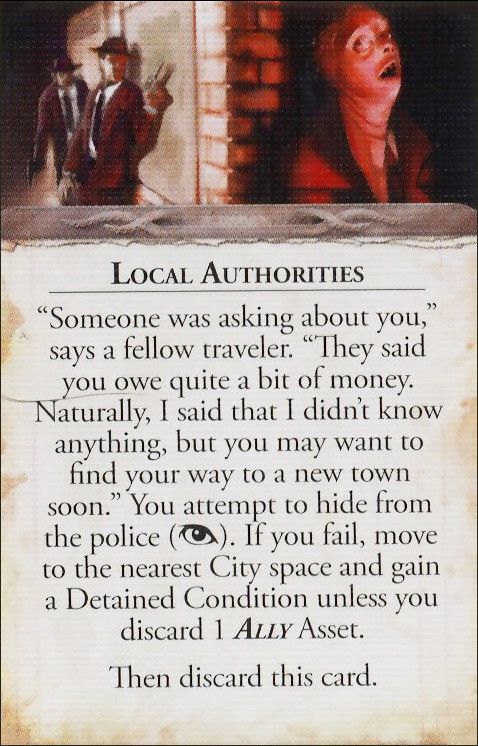 LOCAL AUTHORITIES
“Someone was asking about you,”
says a fellow traveler. “They said
you owe quite a bit of money.
Naturally, I said that I didn’t know
anything, but you may want to
find your way to a new town
soon.” You attempt to hide from
the police (). If you fail, move
to the nearest City space and gain
a Detained Condition unless you
discard 1 ALLY Asset.
Then discard this card.